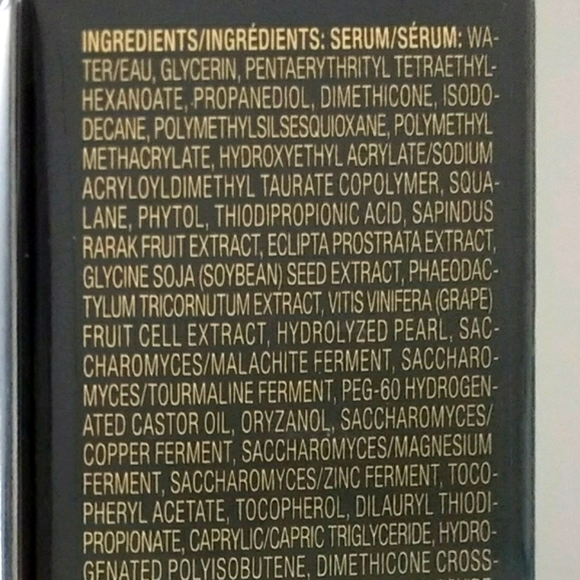 INGREDIENTS/INGRÉDIENTS: SERUM/SÉRUM: WA-
TER/EAU, GLYCERIN, PENTAERYTHRITYL TETRAETHYL-
HEXANOATE, PROPANEDIOL, DIMETHICONE, ISODO-
DECANE, POLYMETHYLSILSESQUIOXANE, POLYMETHYL
METHACRYLATE, HYDROXYETHYL ACRYLATE/SODIUM
ACRYLOYLDIMETHYL TAURATE COPOLYMER, SQUA-
LANE, PHYTOL, THIODIPROPIONIC ACID, SAPINDUS
RARAK FRUIT EXTRACT, ECLIPTA PROSTRATA EXTRACT,
GLYCINE SOJA (SOYBEAN) SEED EXTRACT, PHAEODAC-
TYLUM TRICORNUTUM EXTRACT, VITIS VINIFERA (GRAPE)
FRUIT CELL EXTRACT, HYDROLYZED PEARL, SAC-
CHAROMYCES/MALACHITE FERMENT, SACCHARO-
MYCES/TOURMALINE FERMENT, PEG-60 HYDROGEN-
ATED CASTOR OIL, ORYZANOL, SACCHAROMYCES/
COPPER FERMENT, SACCHAROMYCES/MAGNESIUM
FERMENT, SACCHAROMYCES/ZINC FERMENT, TOCO-
PHERYL ACETATE, TOCOPHEROL, DILAURYL THIODI-
PROPIONATE, CAPRYLIC/CAPRIC TRIGLYCERIDE, HYDRO-
GENATED POLYISOBUTENE, DIMETHICONE CROSS-